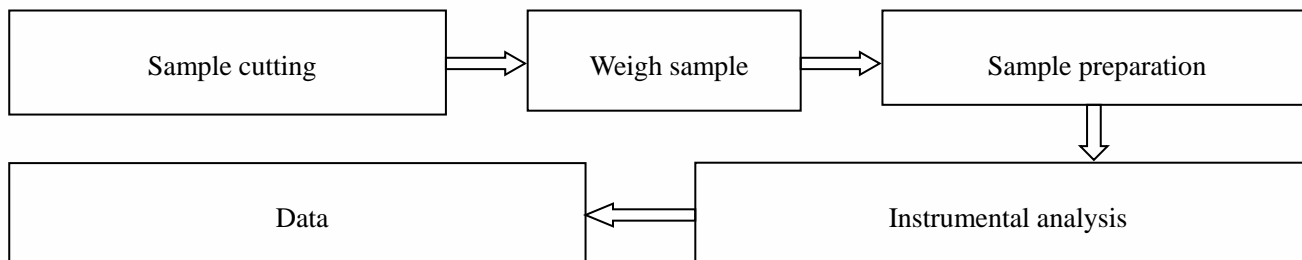 Sample cutting
Weigh sample
Sample preparation
Instrumental analysis
Data